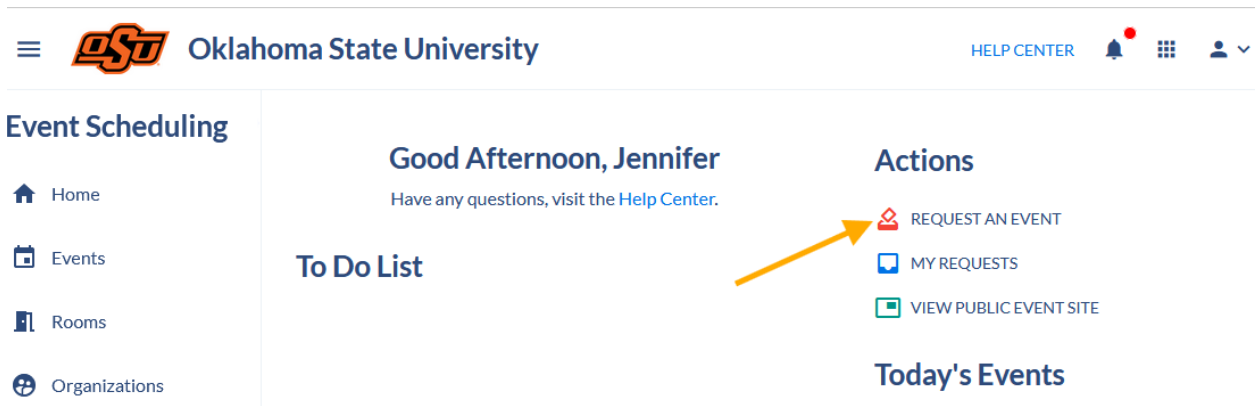 OSU
Oklahoma State University
HELP CENTER
Event Scheduling
Home
Events
Rooms
Organizations
Good Afternoon, Jennifer
Have any questions, visit the Help Center.
To Do List
Actions
REQUEST AN EVENT
MY REQUESTS
VIEW PUBLIC EVENT SITE
Today's Events